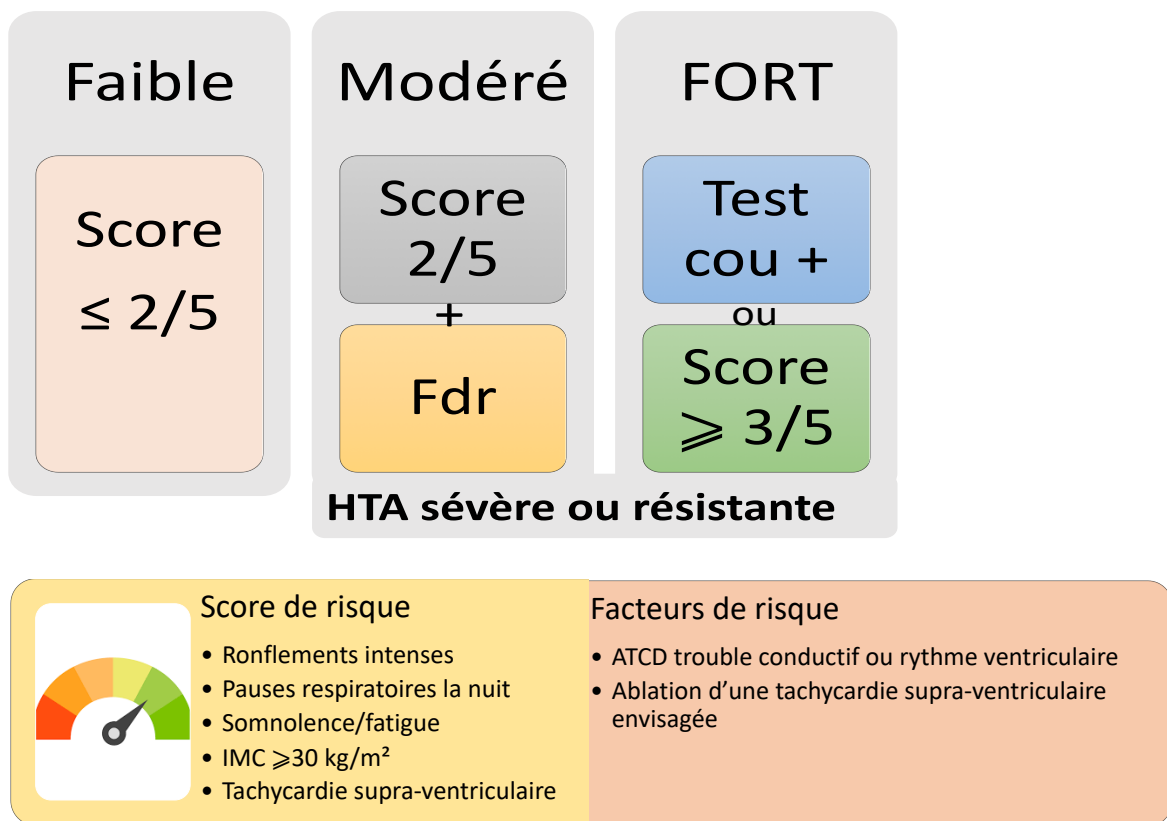 Faible
Score
≤ 2/5
Modéré
Score
2/5
+
Fdr
FORT
Test
cou +
ou
Score
⩾ 3/5
HTA sévère ou résistante
Score de risque
• Ronflements intenses
• Pauses respiratoires la nuit
• Somnolence/fatigue
• IMC ⩾30 kg/m²
• Tachycardie supra-ventriculaire
Facteurs de risque
• ATCD trouble conductif ou rythme ventriculaire
• Ablation d’une tachycardie supra-ventriculaire
envisagée